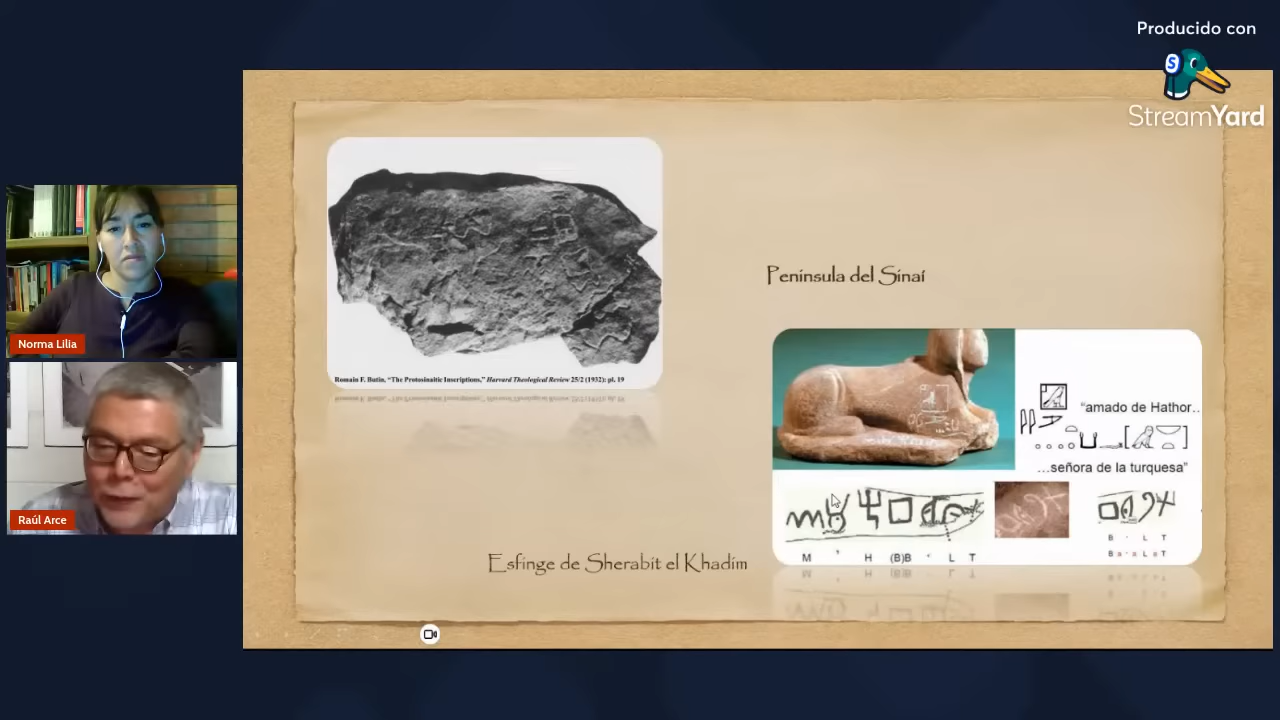 Producido con
StreamYard
Norma Lilia
Raúl Arce
Romain F. Butin, "The Protosinaitic Inscriptions," Harvard Theological Review 25/2 (1932): pl. 19
Península del Sinaí
"amado de Hathor..
...señora de la turquesa"
M ' H (B)B ' L T
B ' L T
B a a L a T
Esfinge de Sherabit el Khadim